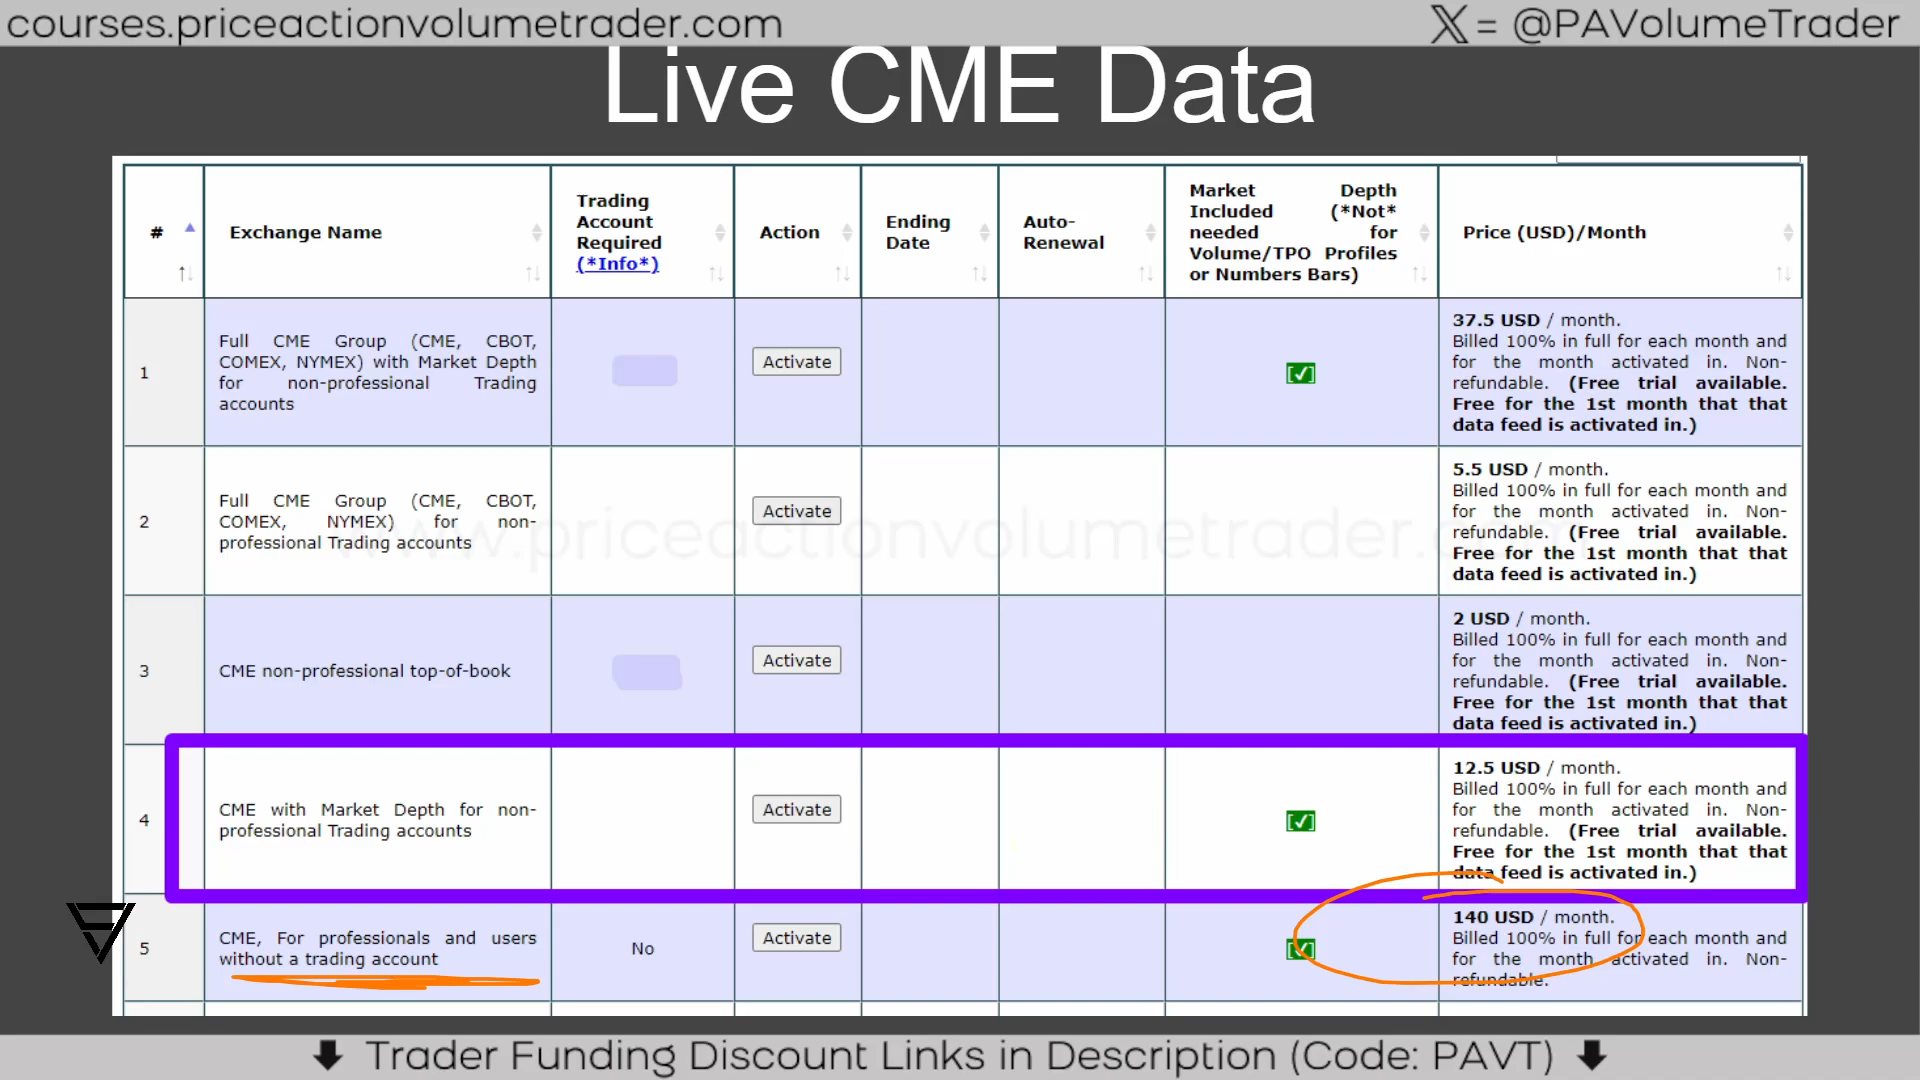 courses.priceactionvolumetrader.com
X = @PAVolumeTrader
Live CME Data
#
Exchange Name
Trading
Account
Required
(*Info*)
Action
Ending
Date
Auto-
Renewal
Market Depth
Included (*Not*
needed for
Volume/TPO Profiles
or Numbers Bars)
Price (USD)/Month
1
Full CME Group (CME, CBOT,
COMEX, NYMEX) with Market Depth
for non-professional Trading
accounts
Activate
[✓]
37.5 USD / month.
Billed 100% in full for each month and
for the month activated in. Non-
refundable. (Free trial available.
Free for the 1st month that that
data feed is activated in.)
2
Full CME Group (CME, CBOT,
COMEX, NYMEX) for non-
professional Trading accounts
Activate
5.5 USD / month.
Billed 100% in full for each month and
for the month activated in. Non-
refundable. (Free trial available.
Free for the 1st month that that
data feed is activated in.)
www.priceactionvolumetrader.com
3
CME non-professional top-of-book
Activate
2 USD / month.
Billed 100% in full for each month and
for the month activated in. Non-
refundable. (Free trial available.
Free for the 1st month that that
data feed is activated in.)
4
CME with Market Depth for non-
professional Trading accounts
Activate
[✓]
12.5 USD / month.
Billed 100% in full for each month and
for the month activated in. Non-
refundable. (Free trial available.
Free for the 1st month that that
data feed is activated in.)
5
CME, For professionals and users
without a trading account
No
Activate
[✓]
140 USD / month.
Billed 100% in full for each month and
for the month activated in. Non-
refundable.
Trader Funding Discount Links in Description (Code: PAVT)